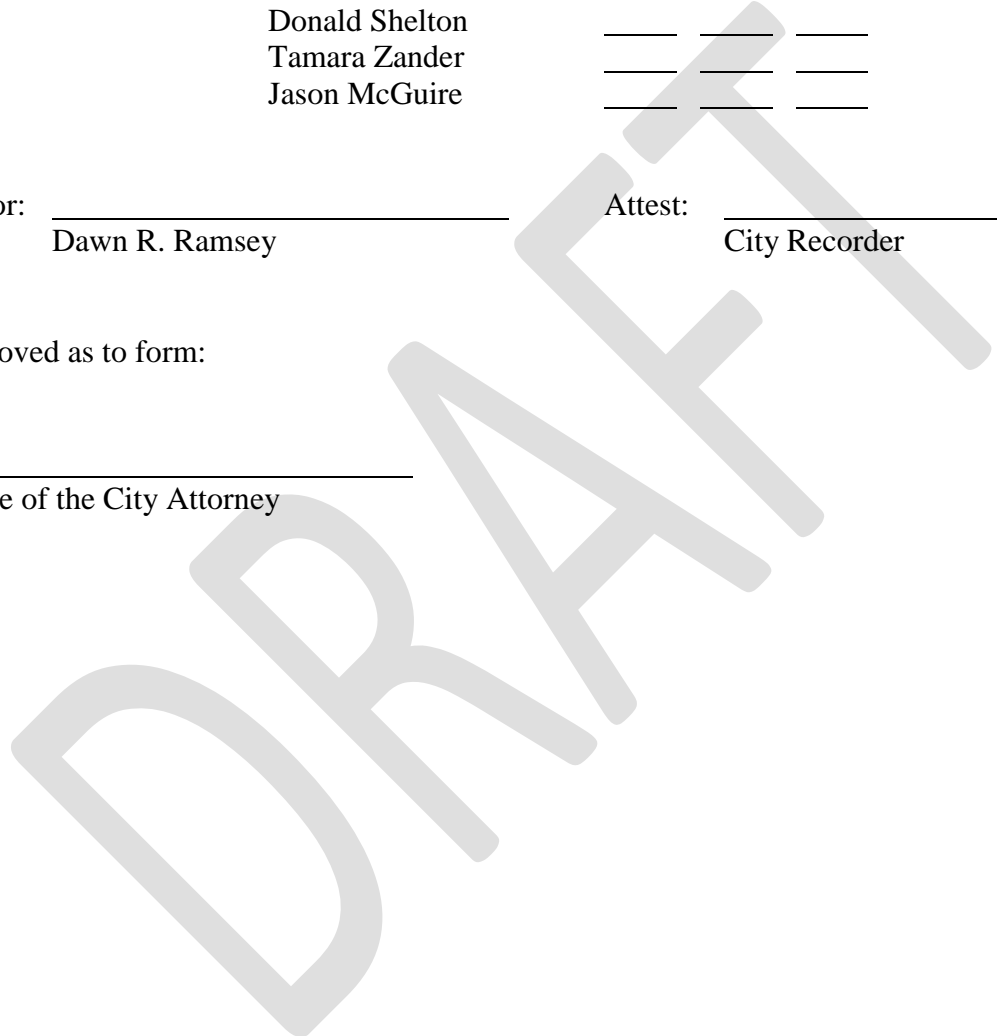 Donald Shelton
Tamara Zander
Jason McGuire
or: Attest:
Dawn R. Ramsey City Recorder
oved as to form:
e of the City Attorney
DRAFT